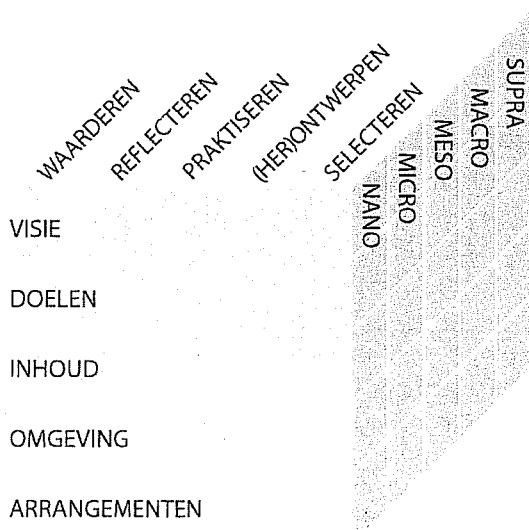 WAARDEREN
REFLECTEREN
PRAKTISEREN
(HER)ONTWERPEN
SELECTEREN
NANO
MICRO
MESO
MACRO
SUPRA
VISIE
DOELEN
INHOUD
OMGEVING
ARRANGEMENTEN